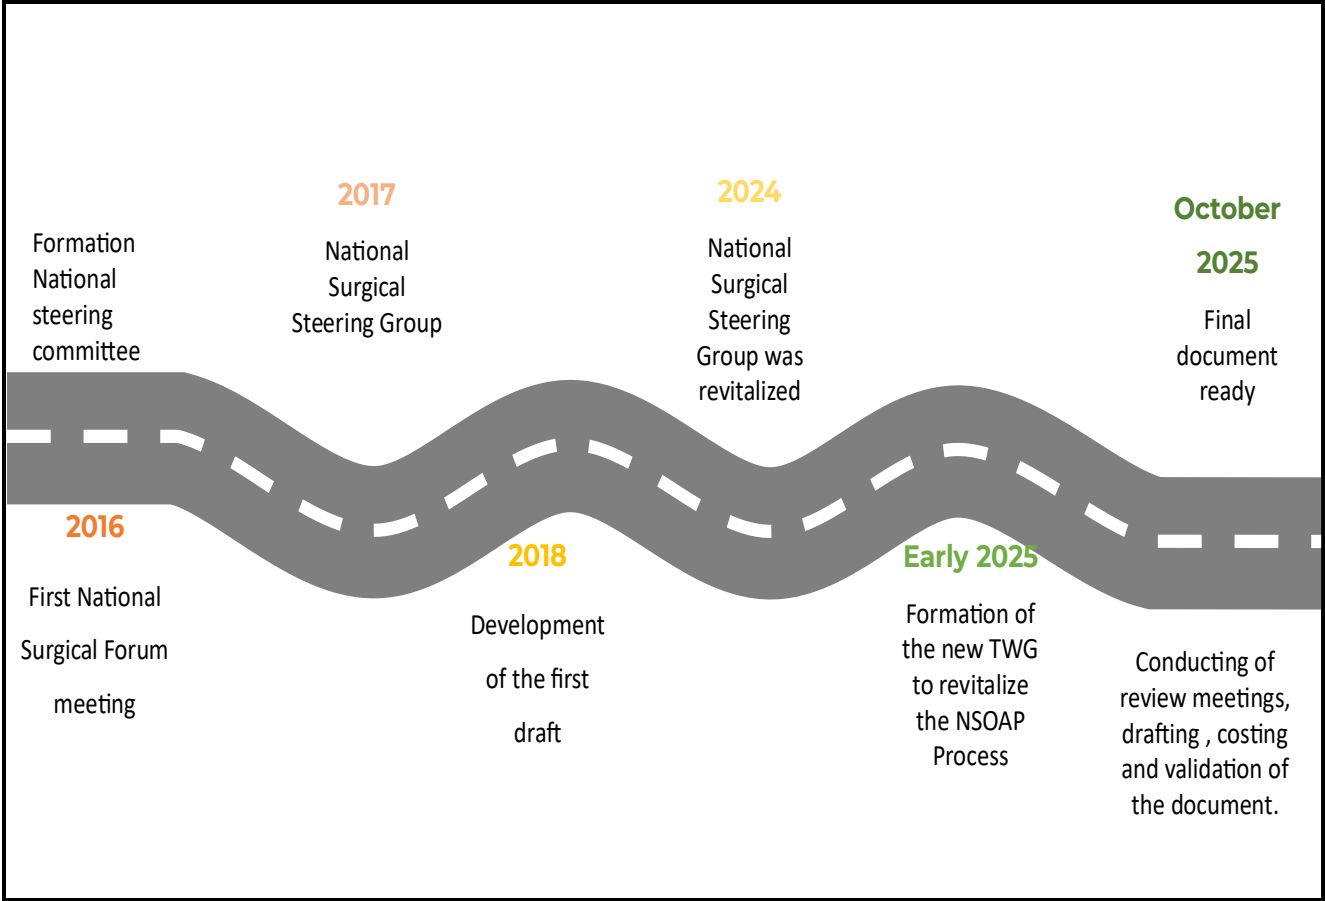 Formation
National
steering
committee
2016
First National
Surgical Forum
meeting
2017
National
Surgical
Steering Group
2018
Development
of the first
draft
2024
National
Surgical
Steering
Group was
revitalized
Early 2025
Formation of
the new TWG
to revitalize
the NSOAP
Process
October
2025
Final
document
ready
Conducting of
review meetings,
drafting , costing
and validation of
the document.